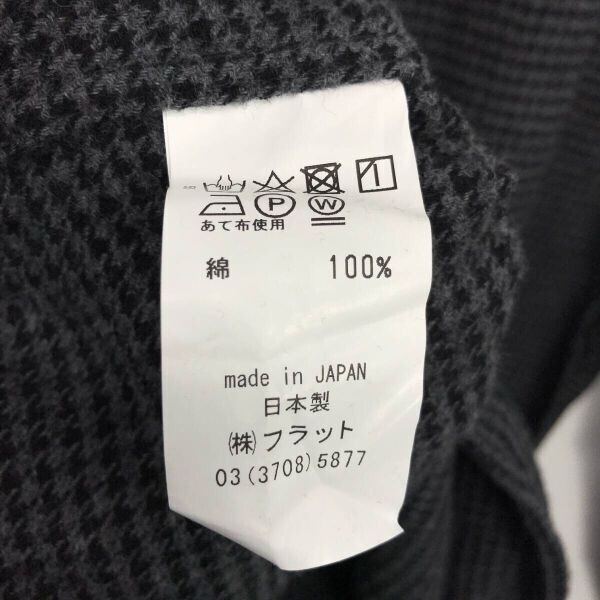 P W
あて布使用
綿 100%
made in JAPAN
日本製
㈱フラット
03(3708)5877